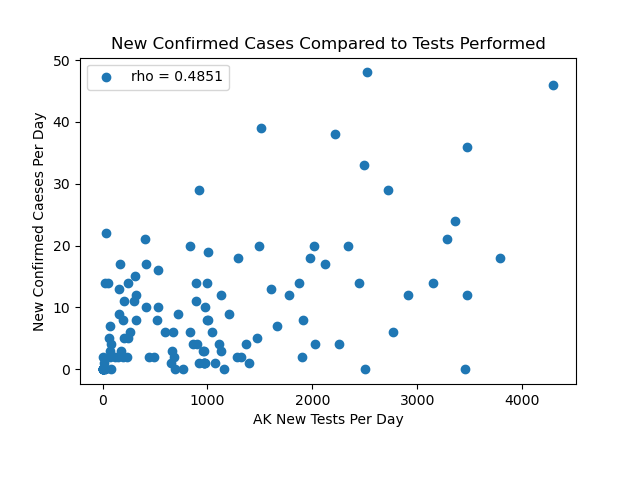 New Confirmed Cases Compared to Tests Performed
rho = 0.4851
50
40
30
20
10
0
New Confirmed Caeses Per Day
0 1000 2000 3000 4000
AK New Tests Per Day